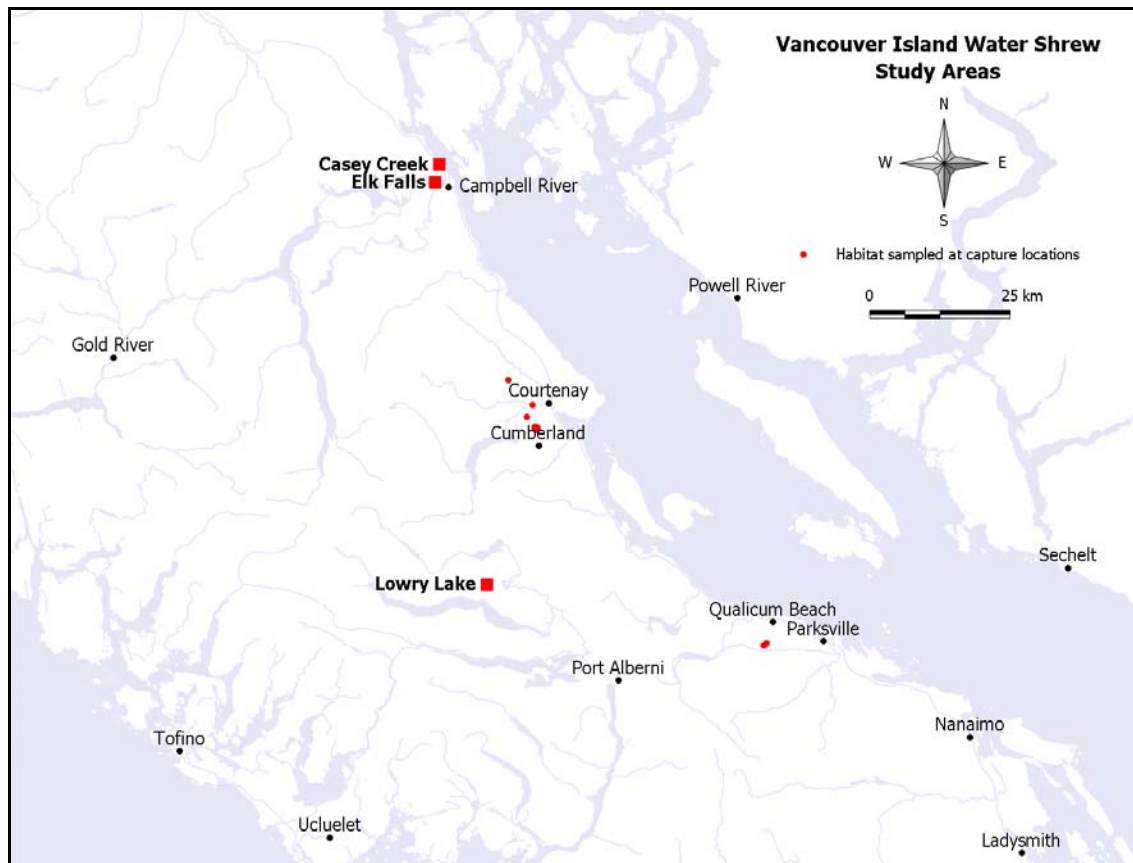 Vancouver Island Water Shrew
Study Areas
N
W
E
S
Casey Creek
Elk Falls
Campbell River
Habitat sampled at capture locations
Powell River
0
25 km
Gold River
Courtenay
Cumberland
Sechelt
Lowry Lake
Qualicum Beach
Parksville
Port Alberni
Nanaimo
Tofino
Ucluelet
Ladysmith